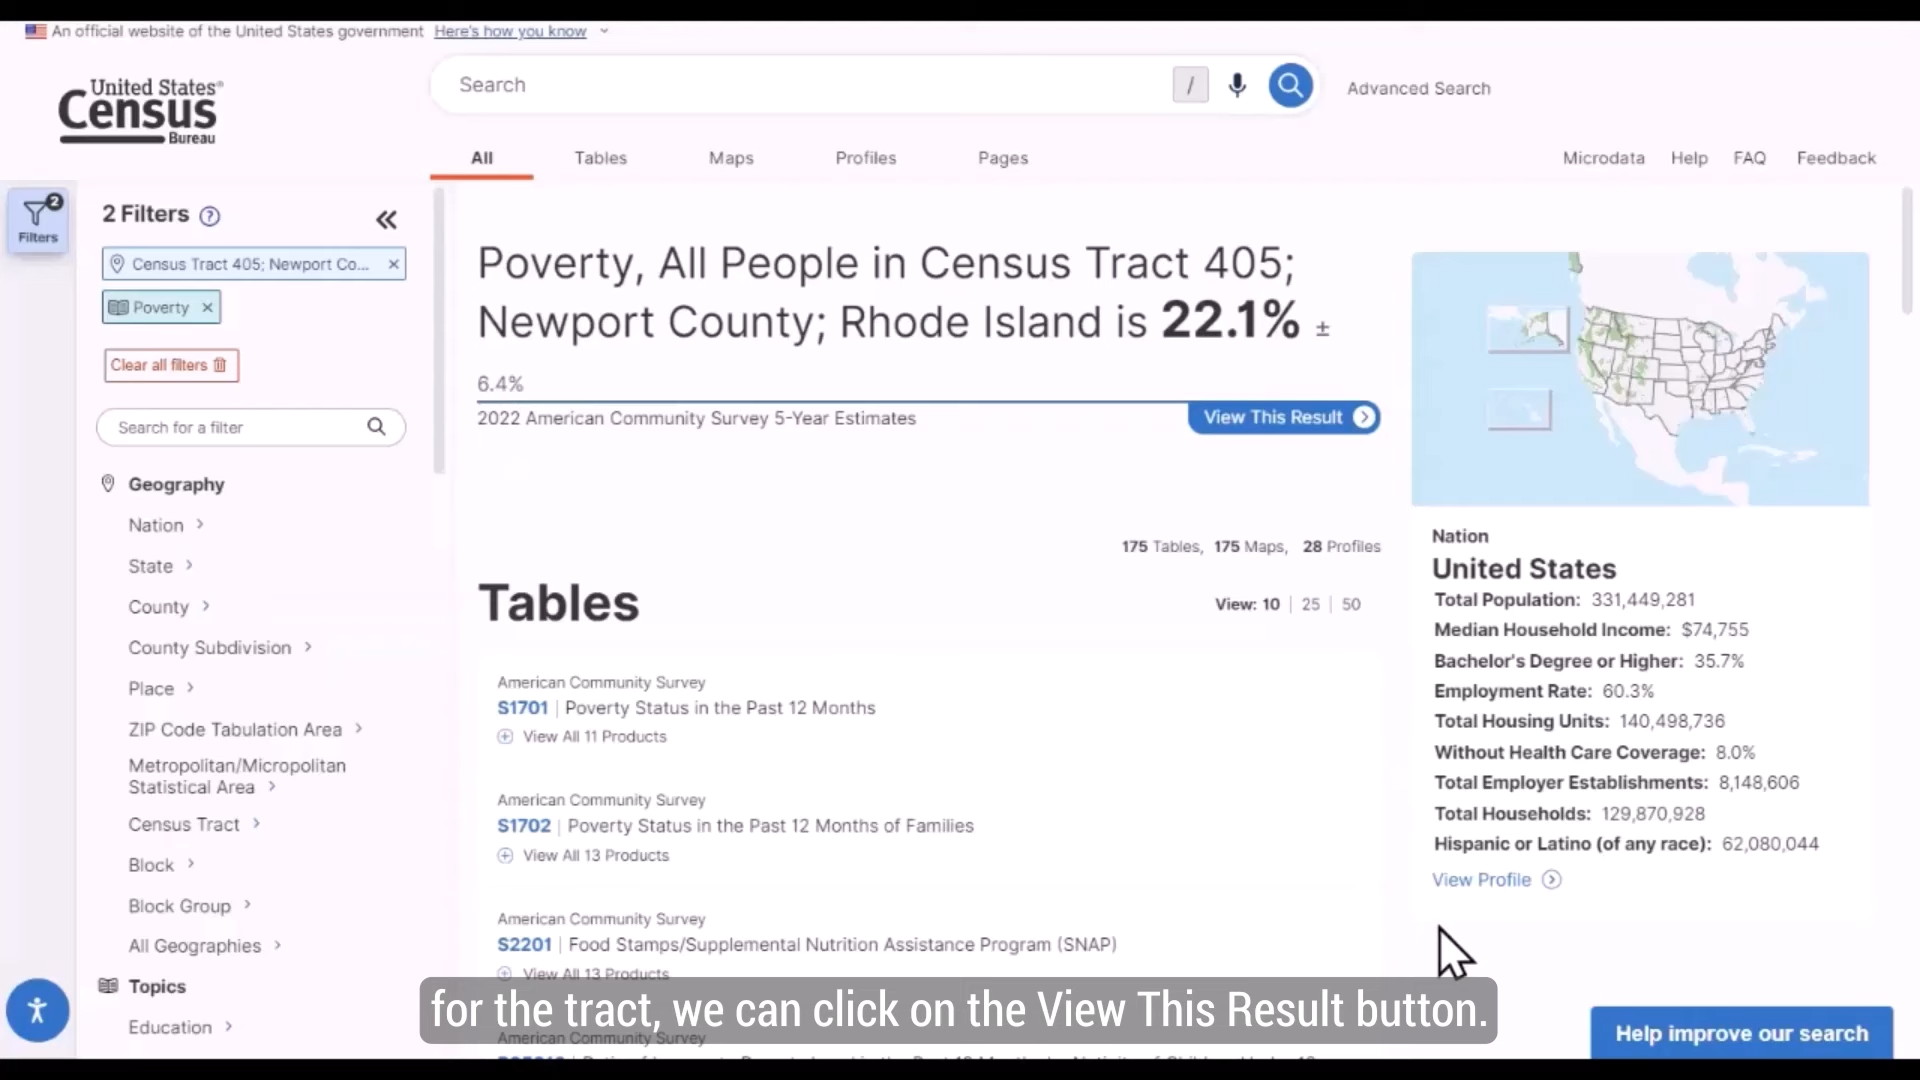 An official website of the United States government Here's how you know
United States®
Census
Bureau
Search
/
Advanced Search
All
Tables
Maps
Profiles
Pages
Microdata
Help
FAQ
Feedback
2
Filters
2 Filters ?
Census Tract 405; Newport Co...
Poverty
Clear all filters
Search for a filter
Geography
Nation
State
County
County Subdivision
Place
ZIP Code Tabulation Area
Metropolitan/Micropolitan
Statistical Area
Census Tract
Block
Block Group
All Geographies
Topics
Education
Poverty, All People in Census Tract 405;
Newport County; Rhode Island is 22.1% ±
6.4%
2022 American Community Survey 5-Year Estimates
View This Result
175 Tables, 175 Maps, 28 Profiles
Tables
View: 10 | 25 | 50
American Community Survey
S1701 | Poverty Status in the Past 12 Months
View All 11 Products
American Community Survey
S1702 | Poverty Status in the Past 12 Months of Families
View All 13 Products
American Community Survey
S2201 | Food Stamps/Supplemental Nutrition Assistance Program (SNAP)
View All 13 Products
American Community Survey
Nation
United States
Total Population: 331,449,281
Median Household Income: $74,755
Bachelor's Degree or Higher: 35.7%
Employment Rate: 60.3%
Total Housing Units: 140,498,736
Without Health Care Coverage: 8.0%
Total Employer Establishments: 8,148,606
Total Households: 129,870,928
Hispanic or Latino (of any race): 62,080,044
View Profile
Help improve our search
for the tract, we can click on the View This Result button.